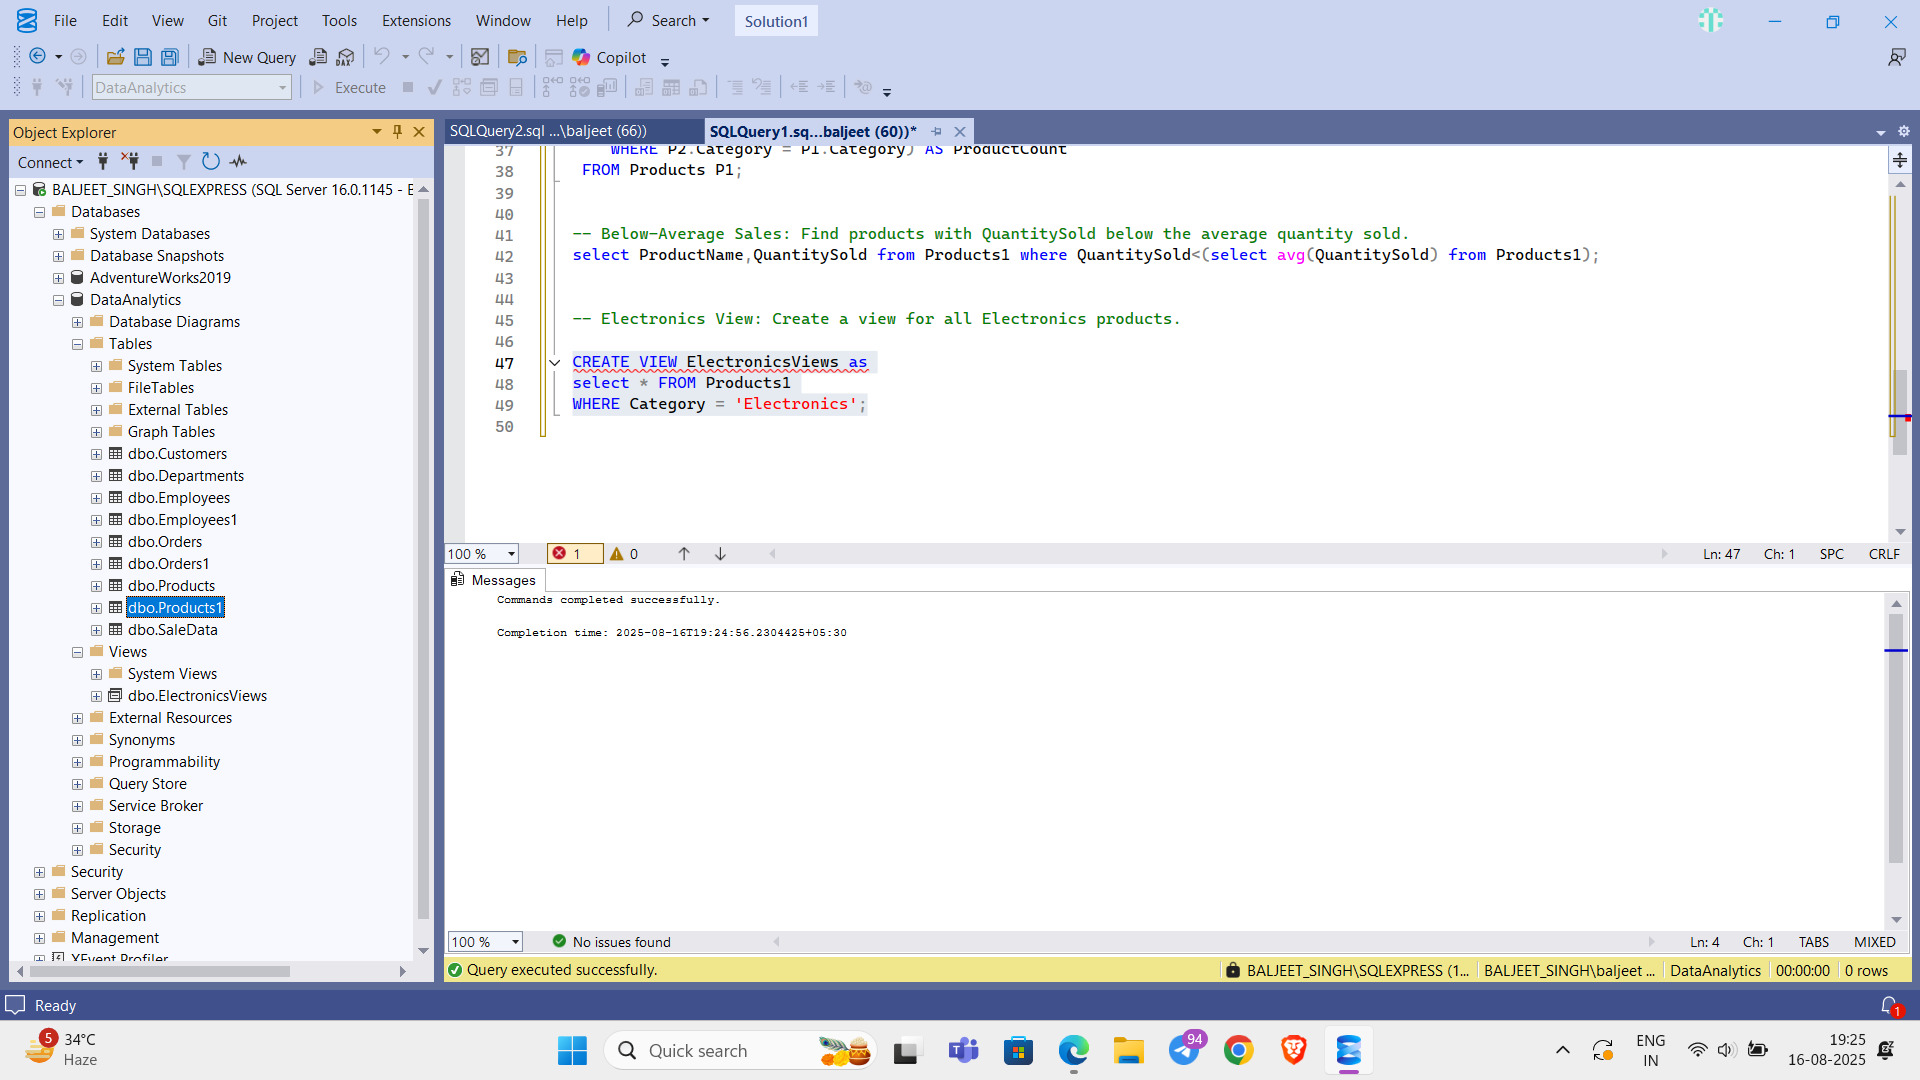 File Edit View Git Project Tools Extensions Window Help Search Solution1
New Query DAX Copilot
DataAnalytics Execute
Object Explorer
Connect
BALJEET_SINGH\SQLEXPRESS (SQL Server 16.0.1145 - E
Databases
System Databases
Database Snapshots
AdventureWorks2019
DataAnalytics
Database Diagrams
Tables
System Tables
FileTables
External Tables
Graph Tables
dbo.Customers
dbo.Departments
dbo.Employees
dbo.Employees1
dbo.Orders
dbo.Orders1
dbo.Products
dbo.Products1
dbo.SaleData
Views
System Views
dbo.ElectronicsViews
External Resources
Synonyms
Programmability
Query Store
Service Broker
Storage
Security
Security
Server Objects
Replication
Management
XEvent Profiler
SQLQuery2.sql ...\baljeet (66)) SQLQuery1.sq...baljeet (60))*
37 WHERE P2.Category = P1.Category) AS ProductCount
38 FROM Products P1;
39
40
41 -- Below-Average Sales: Find products with QuantitySold below the average quantity sold.
42 select ProductName,QuantitySold from Products1 where QuantitySold<(select avg(QuantitySold) from Products1);
43
44
45 -- Electronics View: Create a view for all Electronics products.
46
47 CREATE VIEW ElectronicsViews as
48 select * FROM Products1
49 WHERE Category = 'Electronics';
50
100 % 1 0 Ln: 47 Ch: 1 SPC CRLF
Messages
Commands completed successfully.
Completion time: 2025-08-16T19:24:56.2304425+05:30
100 % No issues found Ln: 4 Ch: 1 TABS MIXED
Query executed successfully. BALJEET_SINGH\SQLEXPRESS (1... BALJEET_SINGH\baljeet ... DataAnalytics 00:00:00 0 rows
Ready 1
5 34°C
Haze
Quick search
94
ENG
IN
19:25
16-08-2025